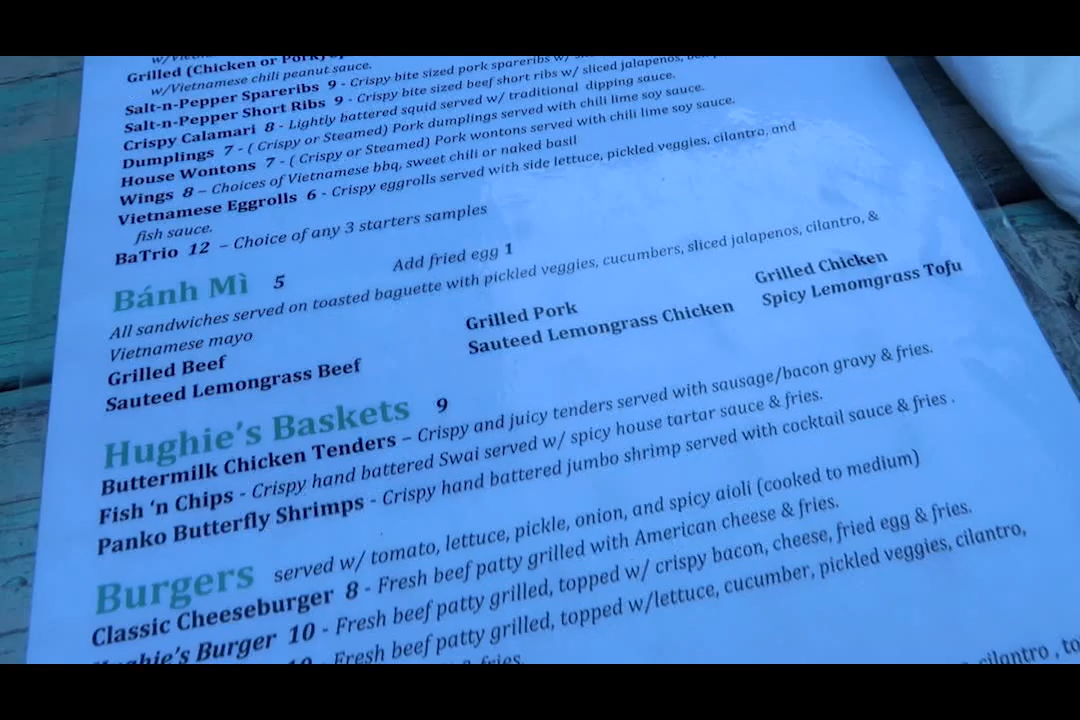 w/Vietnamese
Grilled (Chicken or Pork)
w/Vietnamese chili peanut sauce.
Salt-n-Pepper Spareribs 9 - Crispy bite sized pork spareribs w/
Salt-n-Pepper Short Ribs 9 - Crispy bite sized beef short ribs w/ sliced jalapenos,
Crispy Calamari 8 - Lightly battered squid served w/ traditional dipping sauce.
Dumplings 7 - ( Crispy or Steamed) Pork dumplings served with chili lime soy sauce.
House Wontons 7 - ( Crispy or Steamed) Pork wontons served with chili lime soy sauce.
Wings 8 – Choices of Vietnamese bbq, sweet chili or naked basil
Vietnamese Eggrolls 6 - Crispy eggrolls served with side lettuce, pickled veggies, cilantro, and
fish sauce.
BaTrio 12 – Choice of any 3 starters samples
Bánh Mì 5 Add fried egg 1
All sandwiches served on toasted baguette with pickled veggies, cucumbers, sliced jalapenos, cilantro, &
Vietnamese mayo
Grilled Beef Grilled Pork Grilled Chicken
Sauteed Lemongrass Beef Sauteed Lemongrass Chicken Spicy Lemomgrass Tofu
Hughie's Baskets 9
Buttermilk Chicken Tenders – Crispy and juicy tenders served with sausage/bacon gravy & fries.
Fish 'n Chips - Crispy hand battered Swai served w/ spicy house tartar sauce & fries.
Panko Butterfly Shrimps - Crispy hand battered jumbo shrimp served with cocktail sauce & fries .
Burgers served w/ tomato, lettuce, pickle, onion, and spicy aioli (cooked to medium)
Classic Cheeseburger 8 - Fresh beef patty grilled with American cheese & fries.
Hughie's Burger 10 - Fresh beef patty grilled, topped w/ crispy bacon, cheese, fried egg & fries.
10 - Fresh beef patty grilled, topped w/lettuce, cucumber, pickled veggies, cilantro,
& fries.
cilantro ,